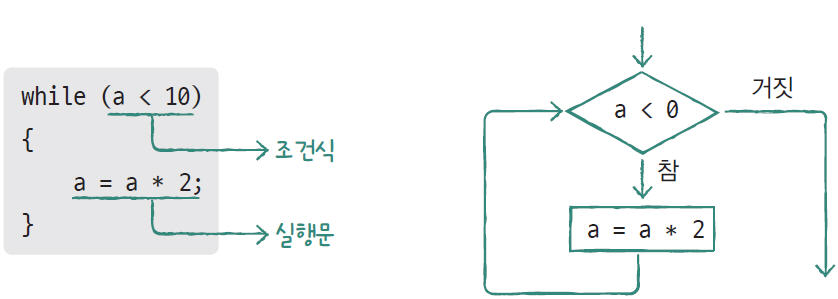 while (a < 10)
{
조건식
a = a * 2;
}
실행문
a < 0
거짓
참
a = a * 2